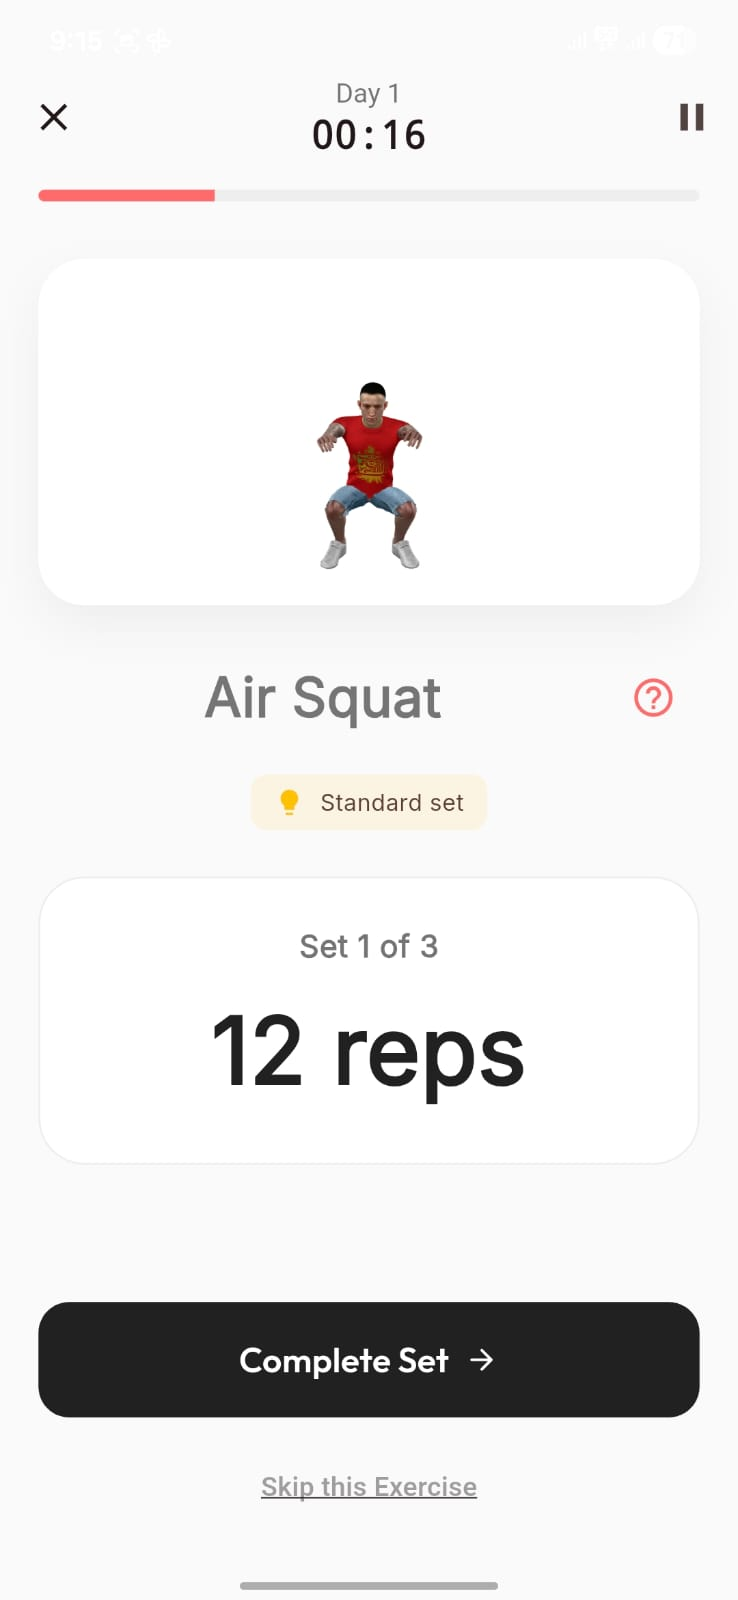 9:15
Day 1
00:16
Air Squat
?
Standard set
Set 1 of 3
12 reps
Complete Set →
Skip this Exercise